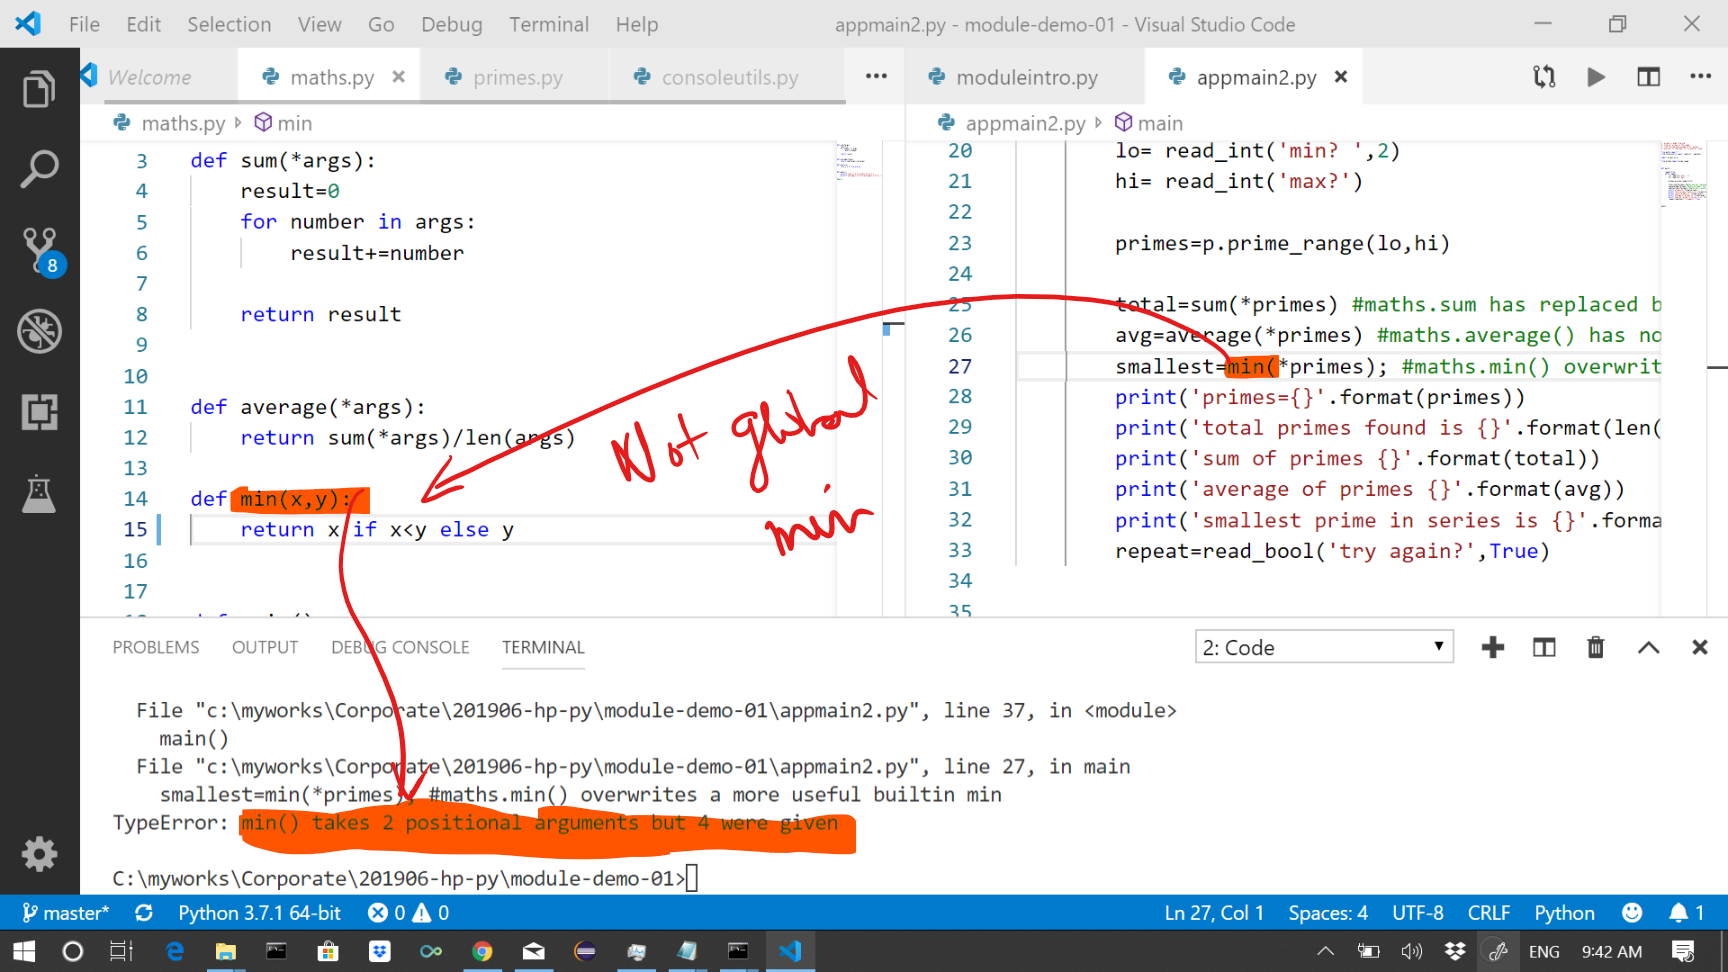 File Edit Selection View Go Debug Terminal Help appmain2.py - module-demo-01 - Visual Studio Code
Welcome maths.py primes.py consoleutils.py moduleintro.py appmain2.py
maths.py min
3 def sum(*args):
4 result=0
5 for number in args:
6 result+=number
7
8 return result
9
10
11 def average(*args):
12 return sum(*args)/len(args)
13
14 def min(x,y):
15 return x if x<y else y
16
17
appmain2.py main
20 lo= read_int('min? ',2)
21 hi= read_int('max?')
22
23 primes=p.prime_range(lo,hi)
24
25 total=sum(*primes) #maths.sum has replaced b
26 avg=average(*primes) #maths.average() has no
27 smallest=min(*primes); #maths.min() overwrit
28 print('primes={}'.format(primes))
29 print('total primes found is {}'.format(len(
30 print('sum of primes {}'.format(total))
31 print('average of primes {}'.format(avg))
32 print('smallest prime in series is {}'.forma
33 repeat=read_bool('try again?',True)
34
35
Not global
min
PROBLEMS OUTPUT DEBUG CONSOLE TERMINAL 2: Code
File "c:\myworks\Corporate\201906-hp-py\module-demo-01\appmain2.py", line 37, in <module>
main()
File "c:\myworks\Corporate\201906-hp-py\module-demo-01\appmain2.py", line 27, in main
smallest=min(*primes); #maths.min() overwrites a more useful builtin min
TypeError: min() takes 2 positional arguments but 4 were given
C:\myworks\Corporate\201906-hp-py\module-demo-01>
8
master* Python 3.7.1 64-bit 0 0 Ln 27, Col 1 Spaces: 4 UTF-8 CRLF Python 1
ENG 9:42 AM